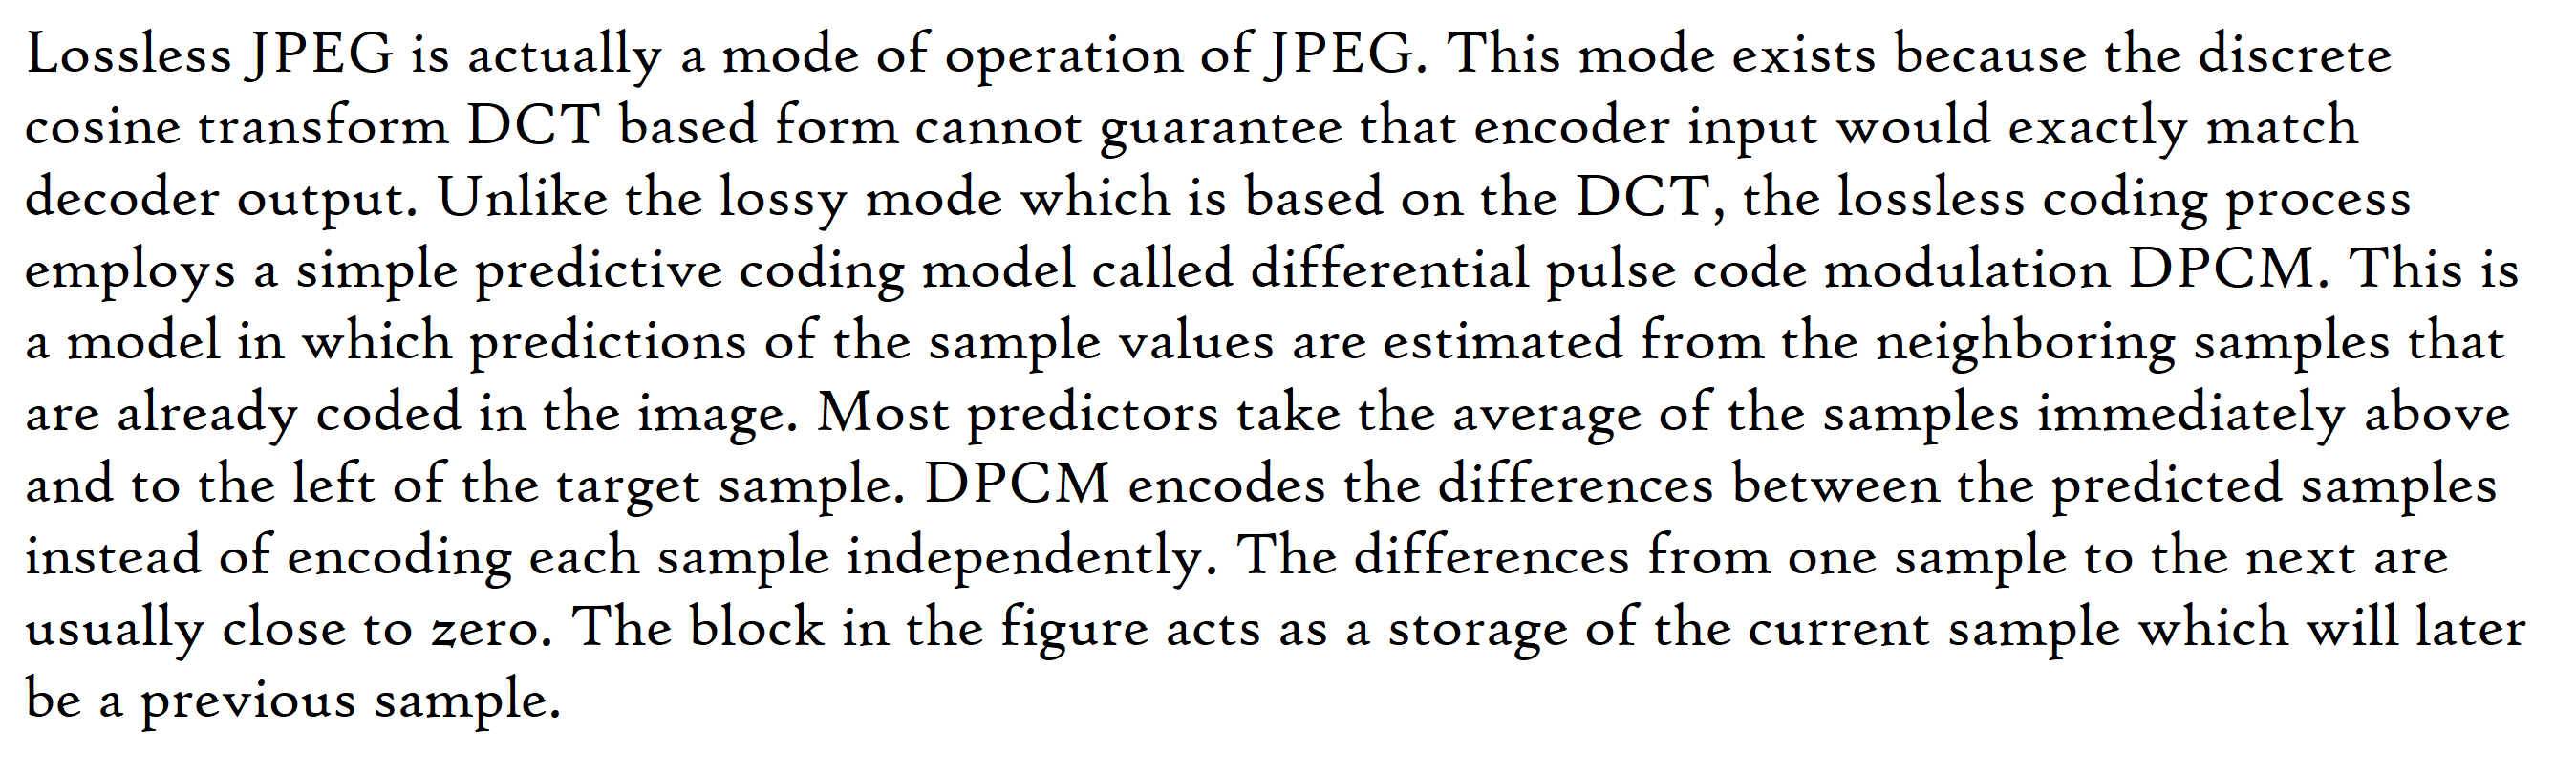 Lossless JPEG is actually a mode of operation of JPEG. This mode exists because the discrete
cosine transform DCT based form cannot guarantee that encoder input would exactly match
decoder output. Unlike the lossy mode which is based on the DCT, the lossless coding process
employs a simple predictive coding model called differential pulse code modulation DPCM. This is
a model in which predictions of the sample values are estimated from the neighboring samples that
are already coded in the image. Most predictors take the average of the samples immediately above
and to the left of the target sample. DPCM encodes the differences between the predicted samples
instead of encoding each sample independently. The differences from one sample to the next are
usually close to zero. The block in the figure acts as a storage of the current sample which will later
be a previous sample.